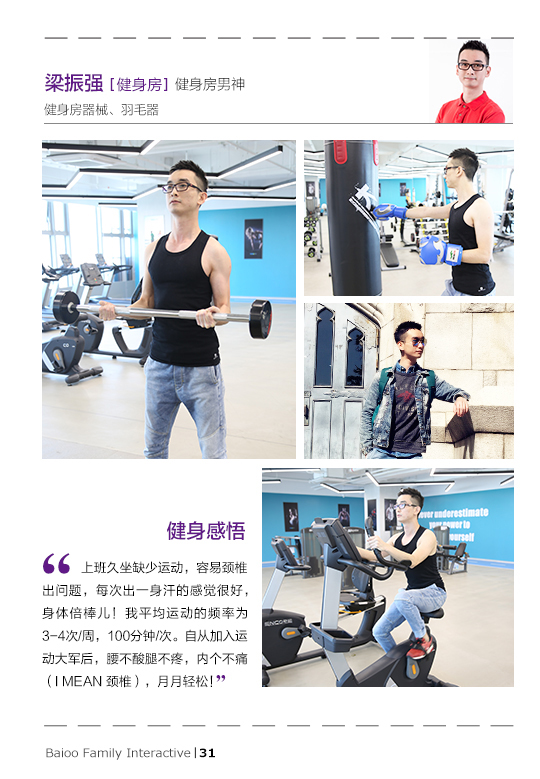 梁振强 [健身房] 健身房男神
健身房器械、羽毛器
健身感悟
“ 上班久坐缺少运动，容易颈椎
出问题，每次出一身汗的感觉很好，
身体倍棒儿！我平均运动的频率为
3-4次/周，100分钟/次。自从加入运
动大军后，腰不酸腿不疼，内个不痛
（I MEAN 颈椎），月月轻松！”
never underestimate
your power to
yourself
Baioo Family Interactive | 31